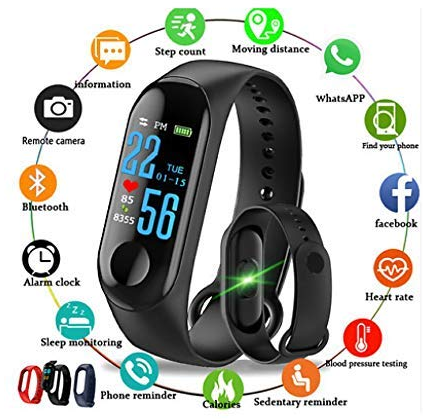 Step count
Moving distance
information
WhatsAPP
Remote camera
Find your phone
PM
22
TUE
01-15
85
8355
56
Bluetooth
facebook
Alarm clock
Heart rate
Sleep monitoring
Blood pressure testing
Phone reminder
Calories
Sedentary reminder